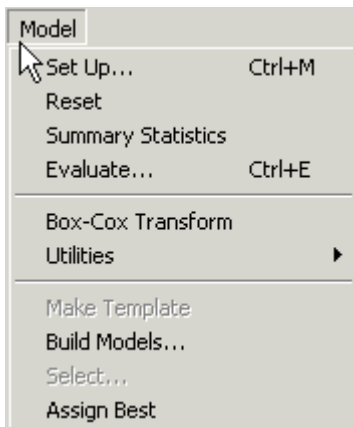 Model
Set Up... Ctrl+M
Reset
Summary Statistics
Evaluate... Ctrl+E
Box-Cox Transform
Utilities
Make Template
Build Models...
Select...
Assign Best